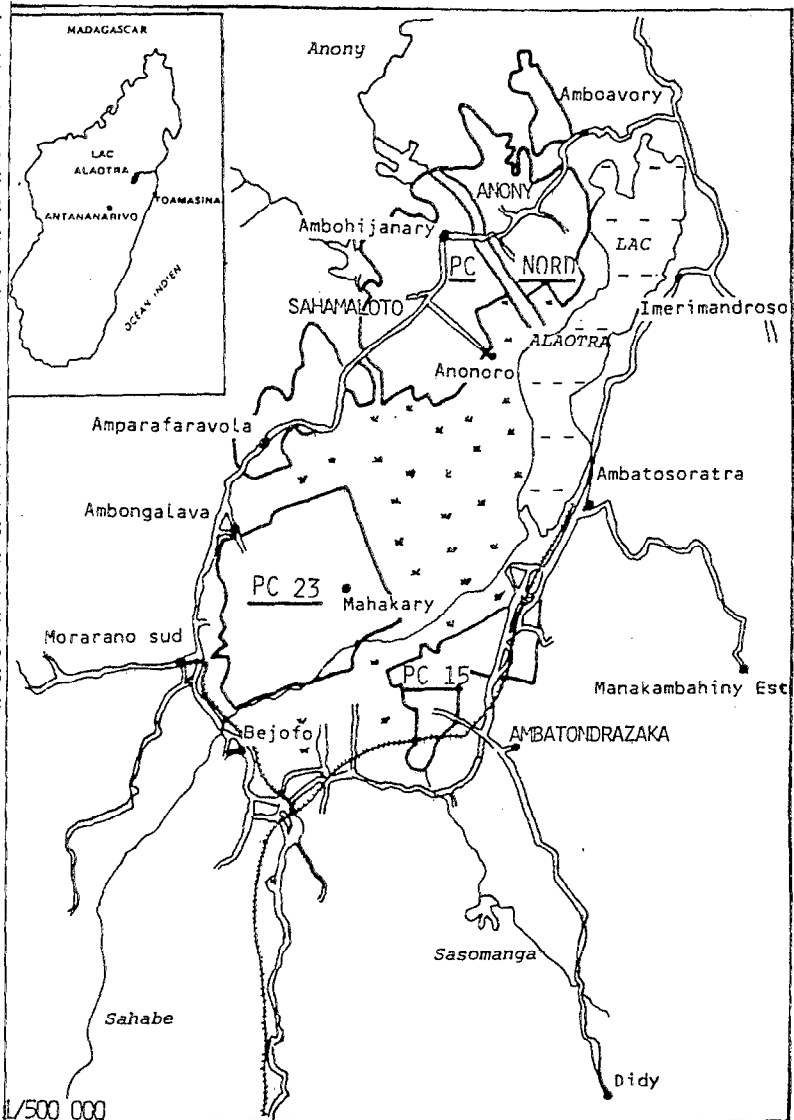 MADAGASCAR
LAC
ALAOTRA
TOAMASINA
ANTANANARIVO
OCEAN INDIEN
Anony
Amboavory
ANONY
Ambohijanary
LAC
PC NORD
SAHAMALOTO
Imerimandroso
ALAOTRA
Anonoro
Amparafaravola
Ambatosoratra
Ambongalava
PC 23
Mahakary
Morarano sud
PC 15
Manakambahiny Est
Bejofo
AMBATONDRAZAKA
Sasomanga
Sahabe
Didy
1/500 000